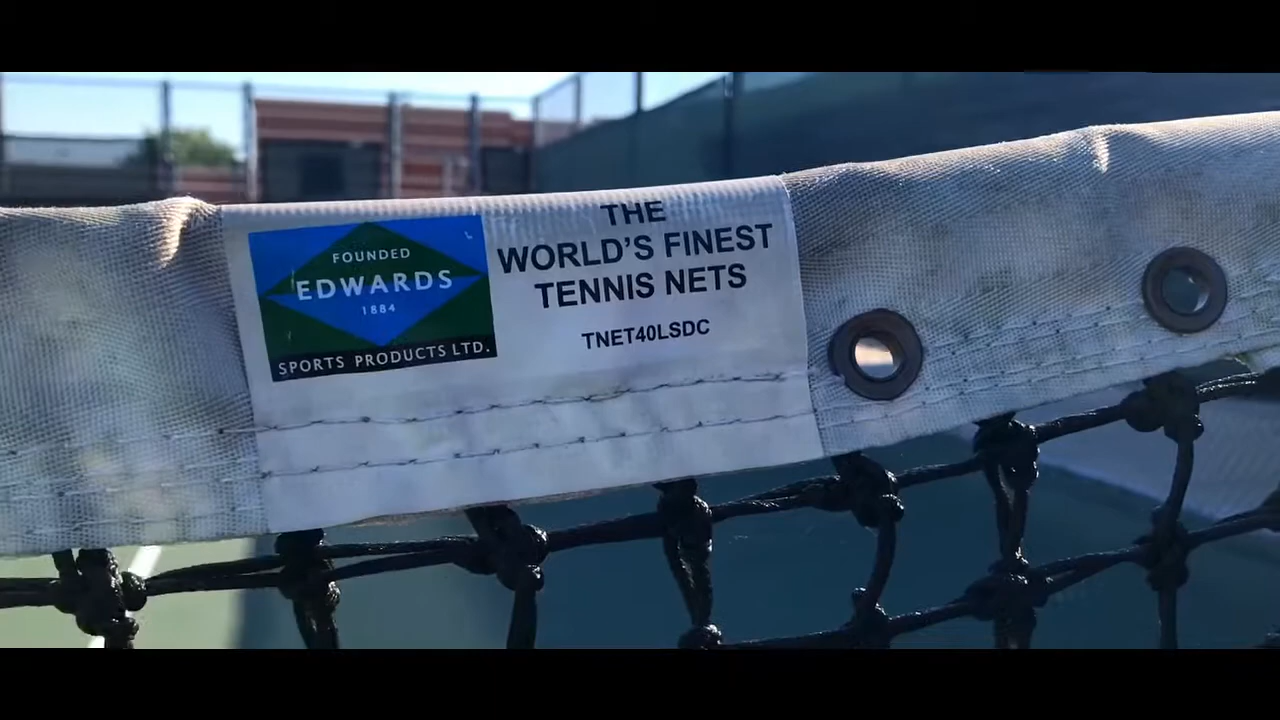 FOUNDED
EDWARDS
1884
SPORTS PRODUCTS LTD.
THE
WORLD'S FINEST
TENNIS NETS
TNET40LSDC